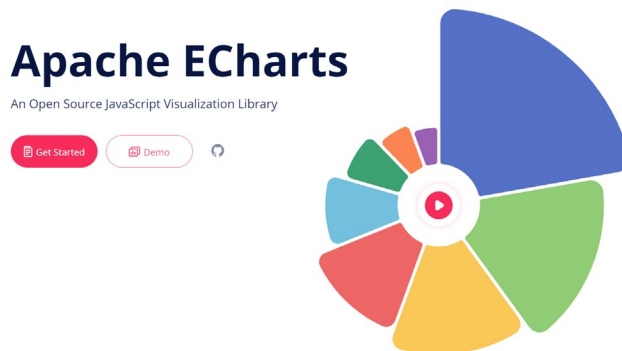 Apache ECharts
An Open Source JavaScript Visualization Library
Get Started
Demo